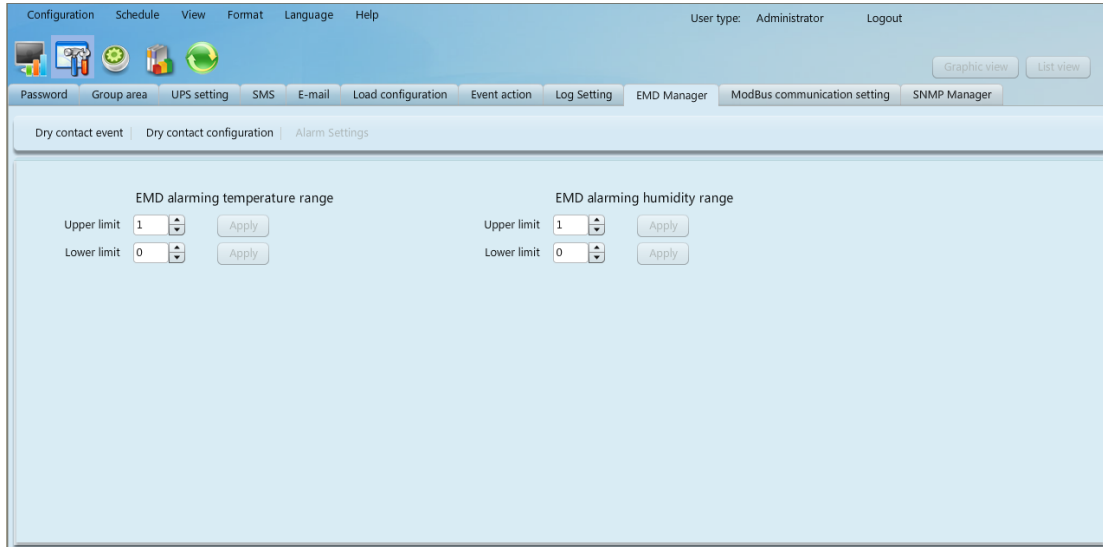 Configuration Schedule View Format Language Help User type: Administrator Logout
Graphic view List view
Password Group area UPS setting SMS E-mail Load configuration Event action Log Setting EMD Manager ModBus communication setting SNMP Manager
Dry contact event Dry contact configuration Alarm Settings
EMD alarming temperature range EMD alarming humidity range
Upper limit 1 Apply Upper limit 1 Apply
Lower limit 0 Apply Lower limit 0 Apply